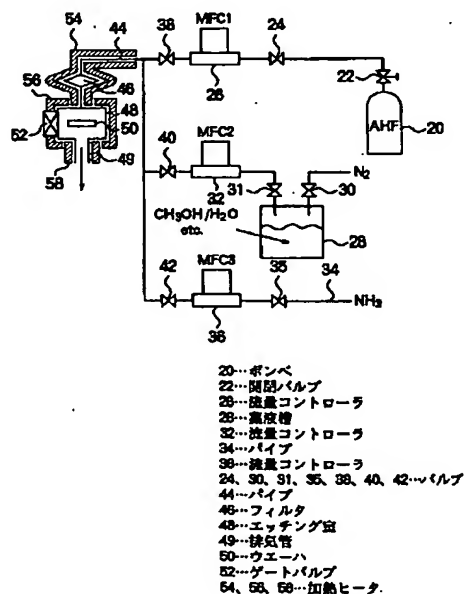 54 44 38 MFC1 24
22
AHF
56 46 26 20
48
52 50
40 MFC2
58 49 31 N₂
32 30
CH₃OH/H₂O
etc.
28
42 MFC3 35 34
NH₃
36
20…ボンベ
22…開閉バルブ
26…流量コントローラ
28…薬液槽
32…流量コントローラ
34…パイプ
36…流量コントローラ
24、30、31、35、38、40、42…バルブ
44…パイプ
46…フィルタ
48…エッチング室
49…排気管
50…ウエーハ
52…ゲートバルブ
54、56、58…加熱ヒータ